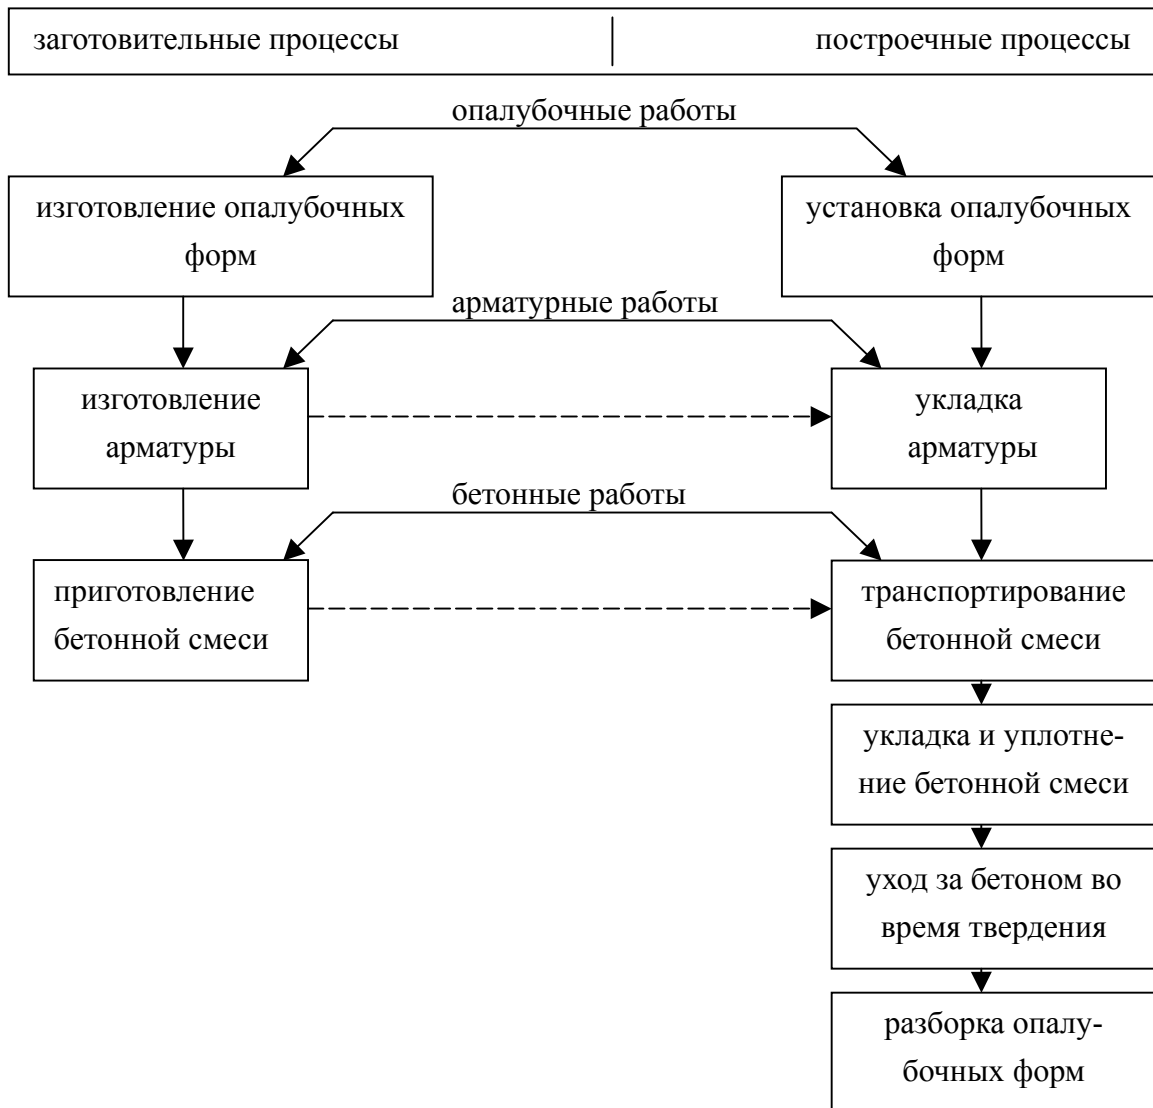 заготовительные процессы
построечные процессы
опалубочные работы
изготовление опалубочных
форм
установка опалубочных
форм
арматурные работы
изготовление
арматуры
укладка
арматуры
бетонные работы
приготовление
бетонной смеси
транспортирование
бетонной смеси
укладка и уплотне-
ние бетонной смеси
уход за бетоном во
время твердения
разборка опалу-
бочных форм